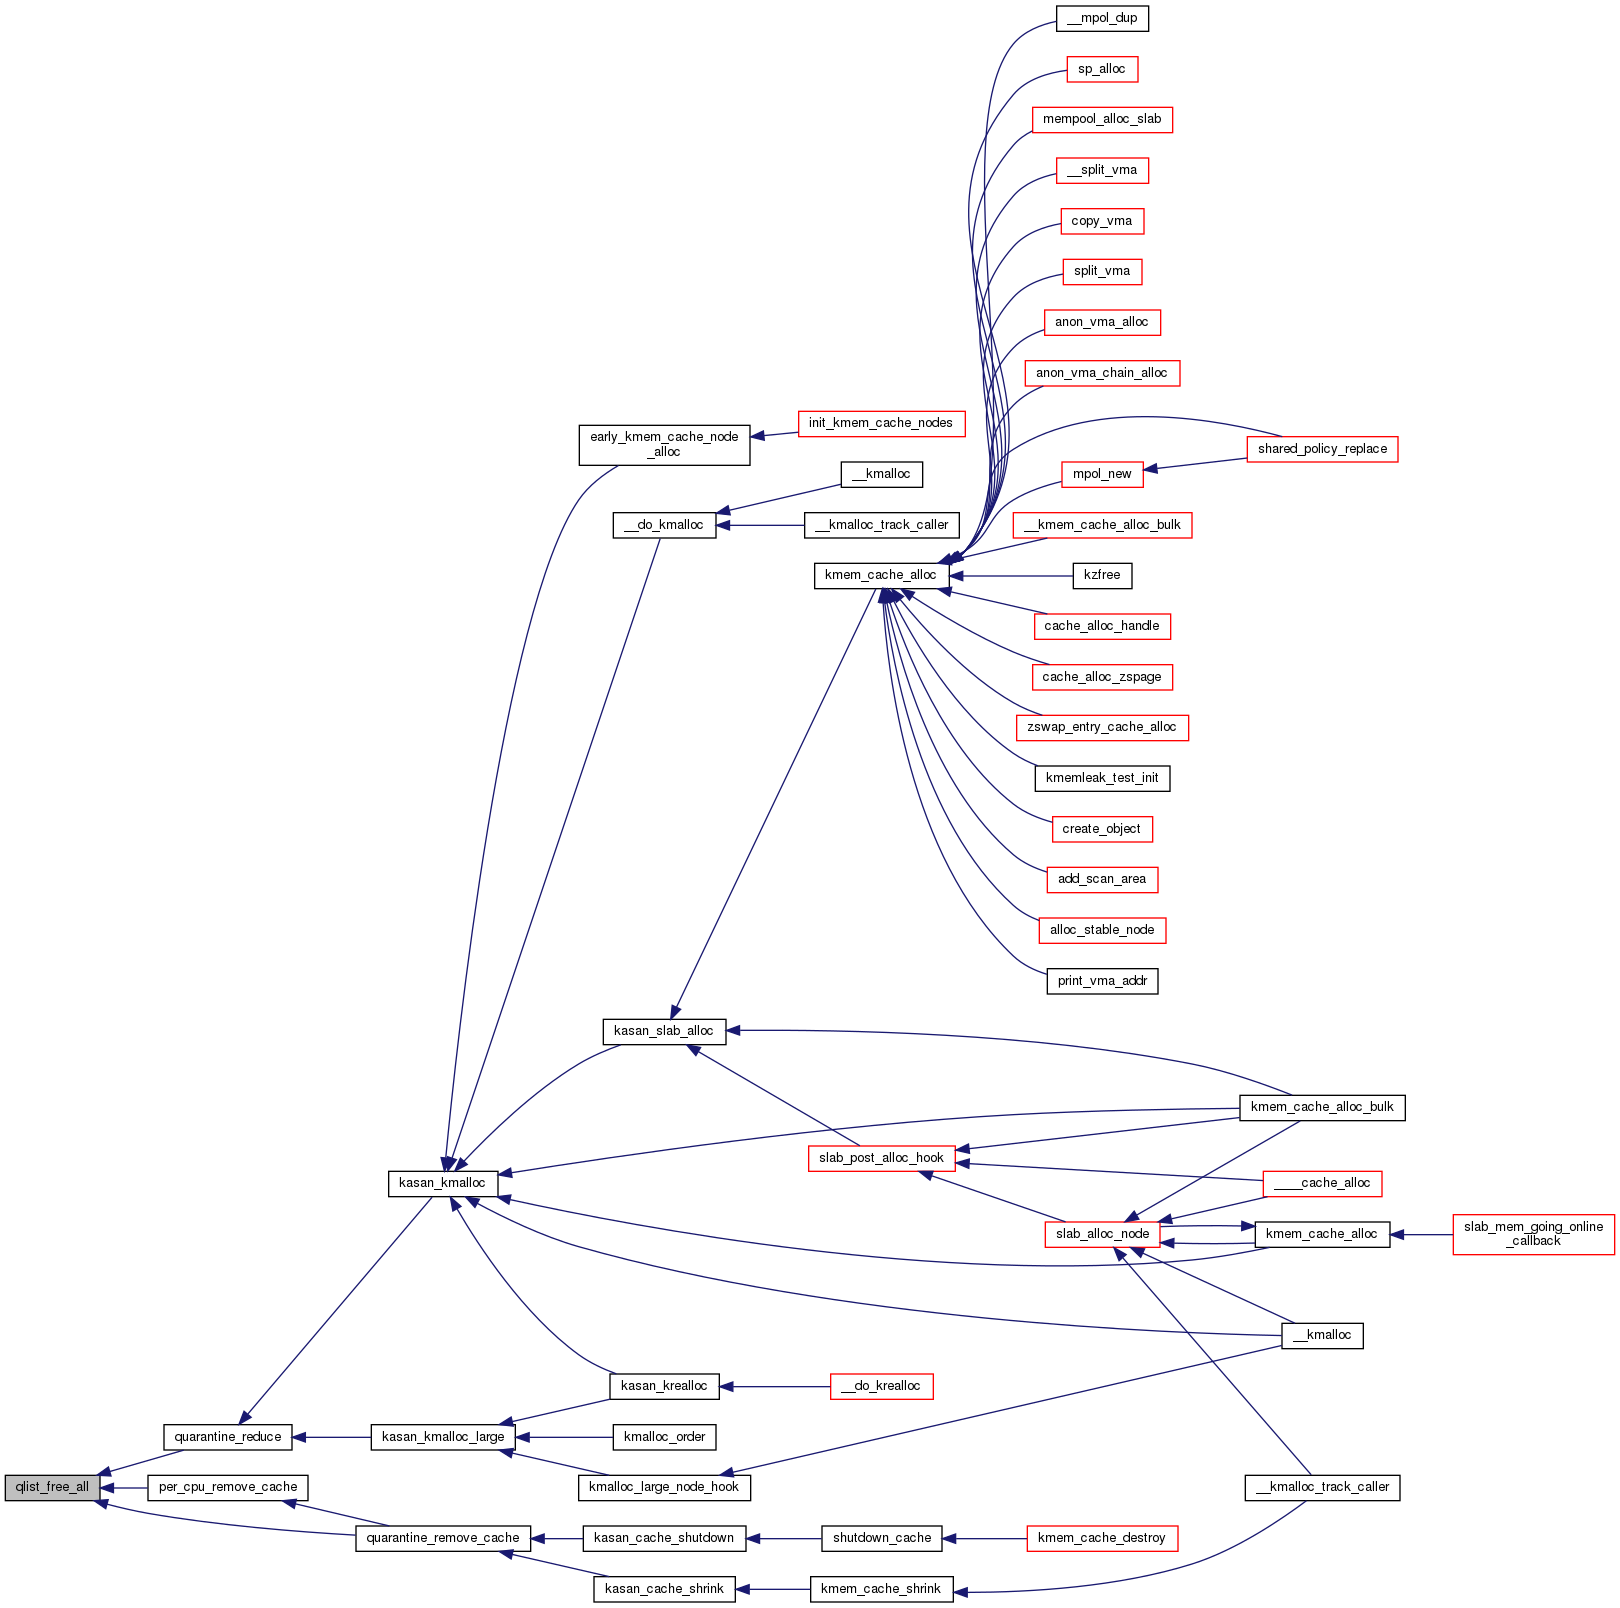 __mpol_dup
sp_alloc
mempool_alloc_slab
__split_vma
copy_vma
split_vma
anon_vma_alloc
anon_vma_chain_alloc
init_kmem_cache_nodes
early_kmem_cache_node
_alloc
shared_policy_replace
__kmalloc
mpol_new
__do_kmalloc
__kmalloc_track_caller
__kmem_cache_alloc_bulk
kmem_cache_alloc
kzfree
cache_alloc_handle
cache_alloc_zspage
zswap_entry_cache_alloc
kmemleak_test_init
create_object
add_scan_area
alloc_stable_node
print_vma_addr
kasan_slab_alloc
kmem_cache_alloc_bulk
slab_post_alloc_hook
kasan_kmalloc
____cache_alloc
slab_alloc_node
kmem_cache_alloc
slab_mem_going_online
_callback
__kmalloc
kasan_krealloc
__do_krealloc
quarantine_reduce
kasan_kmalloc_large
kmalloc_order
qlist_free_all
per_cpu_remove_cache
kmalloc_large_node_hook
__kmalloc_track_caller
quarantine_remove_cache
kasan_cache_shutdown
shutdown_cache
kmem_cache_destroy
kasan_cache_shrink
kmem_cache_shrink